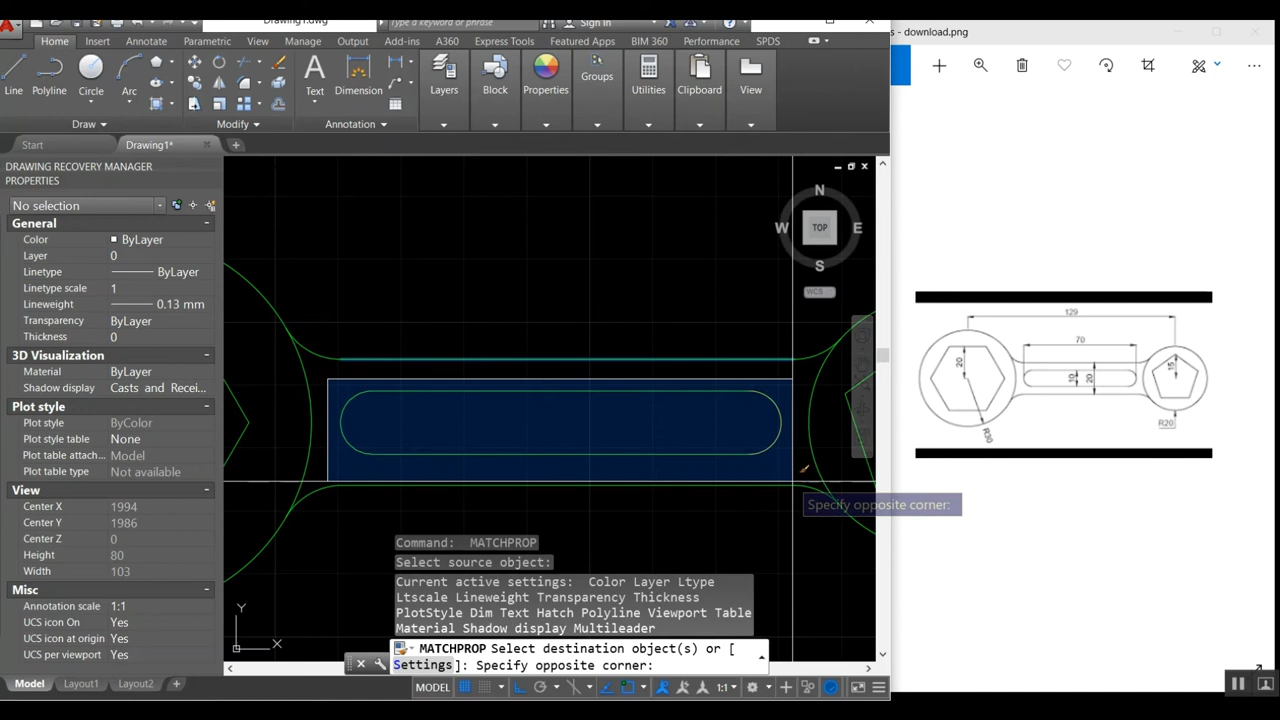 Drawing1.dwg
Type a keyword or phrase
Sign In
s - download.png
Home Insert Annotate Parametric View Manage Output Add-ins A360 Express Tools Featured Apps BIM 360 Performance SPDS
Line Polyline Circle Arc Text Dimension Layers Block Properties Groups Utilities Clipboard View
Draw Modify Annotation
Start Drawing1*
DRAWING RECOVERY MANAGER
PROPERTIES
No selection
General
Color ByLayer
Layer 0
Linetype ByLayer
Linetype scale 1
Lineweight 0.13 mm
Transparency ByLayer
Thickness 0
3D Visualization
Material ByLayer
Shadow display Casts and Recei...
Plot style
Plot style ByColor
Plot style table None
Plot table attach... Model
Plot table type Not available
View
Center X 1994
Center Y 1986
Center Z 0
Height 80
Width 103
Misc
Annotation scale 1:1
UCS icon On Yes
UCS icon at origin Yes
UCS per viewport Yes
N
W TOP E
S
WCS
Specify opposite corner:
Y
X
Command: MATCHPROP
Select source object:
Current active settings: Color Layer Ltype
Ltscale Lineweight Transparency Thickness
PlotStyle Dim Text Hatch Polyline Viewport Table
Material Shadow display Multileader
MATCHPROP Select destination object(s) or [
Settings]: Specify opposite corner:
Model Layout1 Layout2
MODEL 1:1
129
70
20
10
20
15
R30
R20